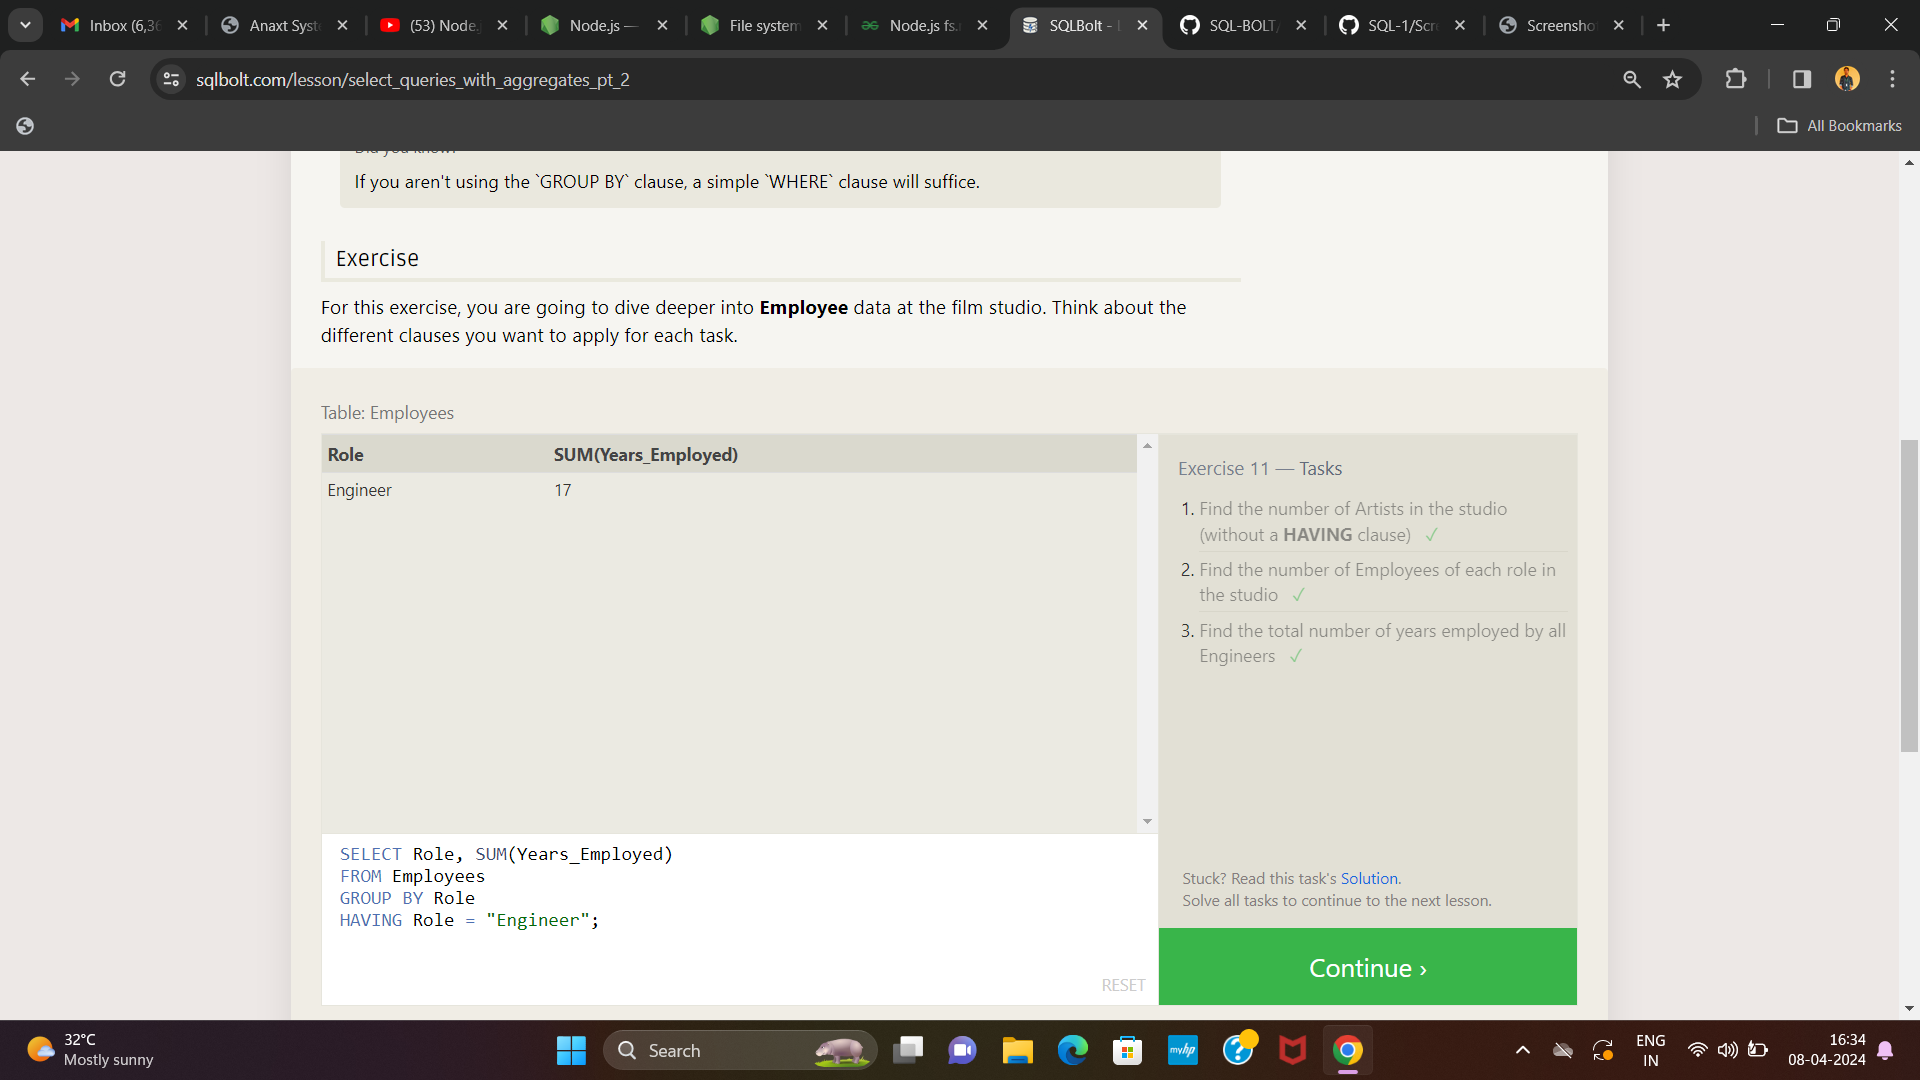 Inbox (6,36
Anaxt Syst
(53) Node.j
Node.js —
File system
Node.js fs.r
SQLBolt - 
SQL-BOLT/
SQL-1/Scre
Screensho
sqlbolt.com/lesson/select_queries_with_aggregates_pt_2
All Bookmarks
Did you know?
If you aren't using the `GROUP BY` clause, a simple `WHERE` clause will suffice.
Exercise
For this exercise, you are going to dive deeper into Employee data at the film studio. Think about the
different clauses you want to apply for each task.
Table: Employees
Role SUM(Years_Employed)
Engineer 17
Exercise 11 — Tasks
1. Find the number of Artists in the studio
(without a HAVING clause) ✓
2. Find the number of Employees of each role in
the studio ✓
3. Find the total number of years employed by all
Engineers ✓
SELECT Role, SUM(Years_Employed)
FROM Employees
GROUP BY Role
HAVING Role = "Engineer";
RESET
Stuck? Read this task's Solution.
Solve all tasks to continue to the next lesson.
Continue ›
32°C
Mostly sunny
Search
myhp
ENG
IN
16:34
08-04-2024